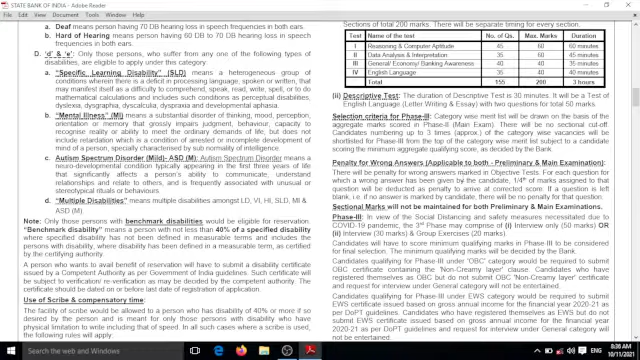 STATE BANK OF INDIA - Adobe Reader
File Edit View Window Help
a. Deaf means person having 70 DB hearing loss in speech frequencies in both ears
b. Hard of Hearing means person having 60 DB to 70 DB hearing loss in speech
frequencies in both ears.
D. 'd' & 'e' Only those persons, who suffer from any one of the following types of
disabilities, are eligible to apply under this category:
a. "Specific Learning Disability" (SLD) means a heterogeneous group of
conditions wherein there is a deficit in processing language, spoken or written, that
may manifest itself as a difficulty to comprehend, speak, read, write, spell, or to do
mathematical calculations and includes such conditions as perceptual disabilities,
dyslexia, dysgraphia, dyscalculia, dyspraxia and developmental aphasia.
b. "Mental Illness" (MI) means a substantial disorder of thinking, mood, perception,
orientation or memory that grossly impairs judgment, behaviour, capacity to
recognise reality or ability to meet the ordinary demands of life, but does not
include retardation which is a condition of arrested or incomplete development of
mind of a person, specially characterised by sub normality of intelligence.
c. Autism Spectrum Disorder (Mild)- ASD (M): Autism Spectrum Disorder means a
neuro-development condition typically appearing in the first three years of life
that significantly affects a person's ability to communicate, understand
relationships and relate to others, and is frequently associated with unusual or
stereotypical rituals or behaviours.
d. "Multiple Disabilities" means multiple disabilities amongst LD, VI, HI, SLD, MI &
ASD (M)
Note: Only those persons with benchmark disabilities would be eligible for reservation.
"Benchmark disability" means a person with not less than 40% of a specified disability
where specified disability has not been defined in measurable terms and includes the
persons with disability, where disability has been defined in a measurable term, as certified
by the certifying authority.
A person who wants to avail benefit of reservation will have to submit a disability certificate
issued by a Competent Authority as per Government of India guidelines. Such certificate
will be subject to verification/ re-verification as may be decided by the competent authority.
The certificate should be dated on or before last date of registration of application.
Use of Scribe & compensatory time:
The facility of scribe would be allowed to a person who has disability of 40% or more if so
desired by the person and is meant for only those persons with disability who have
physical limitation to write including that of speed. In all such cases where a scribe is used,
the following rules will apply:
Sections of total 200 marks. There will be separate timing for every section:
Test Name of the test No. of Qs. Max. Marks Duration
I Reasoning & Computer Aptitude 45 60 60 minutes
II Data Analysis & Interpretation 35 60 45 minutes
III General/ Economy/ Banking Awareness 40 40 35 minutes
IV English Language 35 40 40 minutes
Total 155 200 3 hours
(ii) Descriptive Test: The duration of Descriptive Test is 30 minutes. It will be a Test of
English Language (Letter Writing & Essay) with two questions for total 50 marks.
Selection criteria for Phase-III: Category wise merit list will be drawn on the basis of
the aggregate marks scored in Phase-II (Main Examination). There will be no sectional cut-off.
Candidates numbering up to 3 times (approx.) of the category wise vacancies will be
shortlisted for Phase-III from the top of the category wise merit list subject to a candidate
scoring the minimum aggregate qualifying score, as decided by the Bank.
Penalty for Wrong Answers (Applicable to both - Preliminary & Main Examination):
There will be penalty for wrong answers marked in Objective Tests. For each question for
which a wrong answer has been given by the candidate, 1/4th of marks assigned to that
question will be deducted as penalty to arrive at corrected score. If a question is left blank,
i.e. if no answer is marked by candidate, there will be no penalty for that question.
Sectional Marks will not be maintained for both Preliminary & Main Examinations.
Phase-III: In view of the Social Distancing and safety measures necessitated due to
COVID-19 pandemic, the 3rd Phase may comprise of (i) Interview only (50 marks) OR
(ii) Interview (30 marks) & Group Exercises (20 marks)
Candidates will have to score minimum qualifying marks in Phase-III to be considered
for final selection. The minimum qualifying marks will be decided by the Bank.
Candidates qualifying for Phase-III under 'OBC' category would be required to submit
OBC certificate containing the 'Non-Creamy Layer' clause. Candidates who have
registered themselves as OBC but do not submit OBC 'Non-Creamy layer' certificate and
request for interview under General category will not be entertained.
Candidates qualifying for Phase-III under EWS category would be required to submit
EWS certificate issued based on gross annual income for the financial year 2020-21 as
per DoPT guidelines. Candidates who have registered themselves as EWS but do not
submit EWS certificate issued based on gross annual income for the financial year
2020-21 as per DoPT guidelines and request for interview under General Category will
not be entertained.
Search the web and Windows
ENG
8:36 AM
10/11/2021